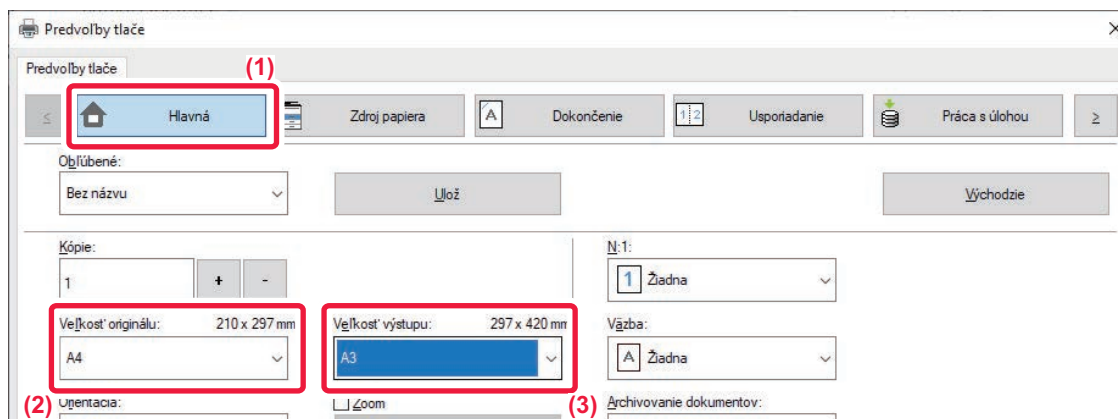 Predvoľby tlače
Predvoľby tlače
(1)
< Hlavná Zdroj papiera Dokončenie Usporiadanie Práca s úlohou >
Obľúbené:
Bez názvu Ulož Východzie
Kópie: N:1:
1 + - 1 Žiadna
Veľkosť originálu: 210 x 297 mm Veľkosť výstupu: 297 x 420 mm Väzba:
A4 A3 A Žiadna
(2) Orientácia: Zoom (3) Archivovanie dokumentov: